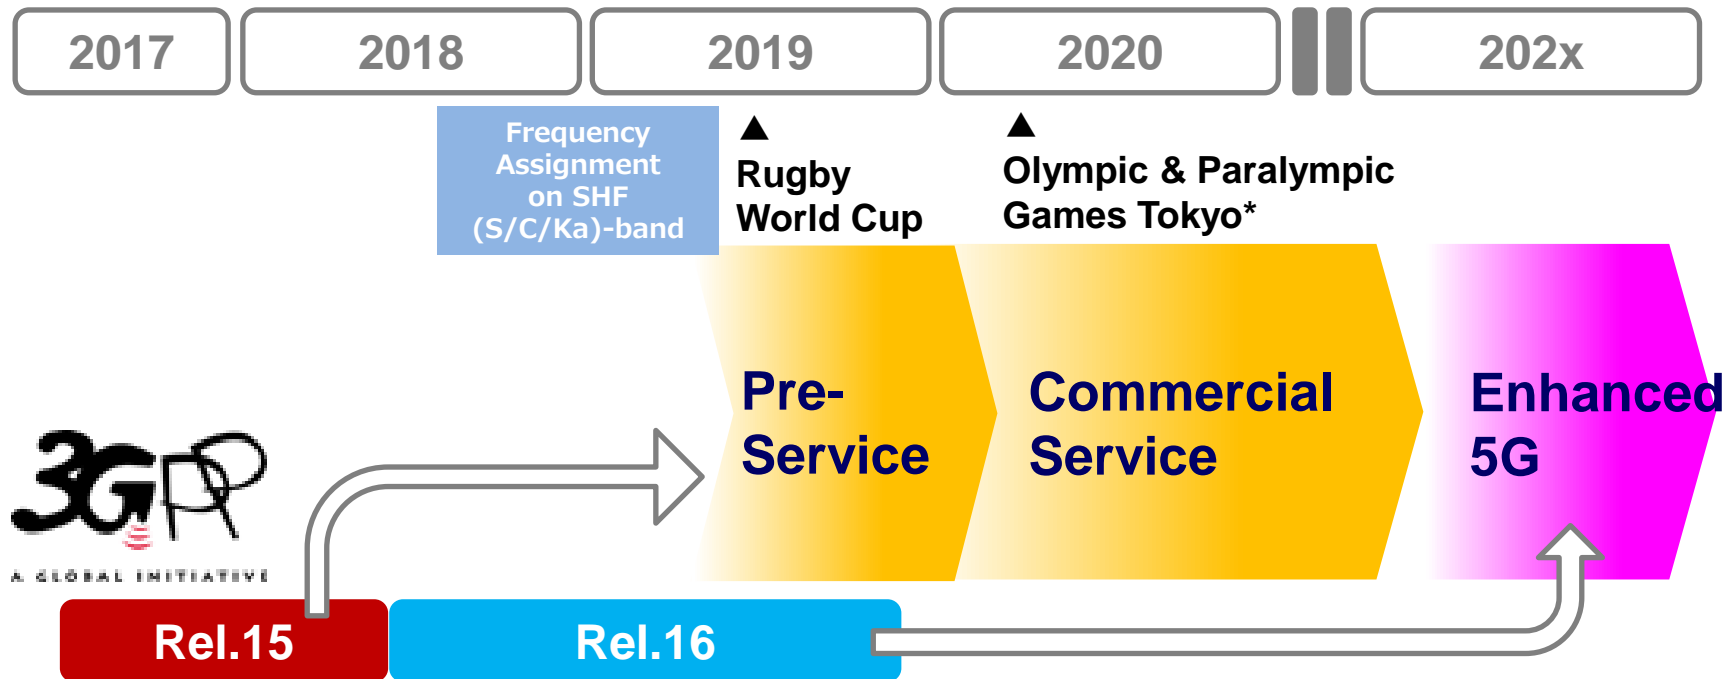 2017 2018 2019 2020 202x
Frequency
Assignment
on SHF
(S/C/Ka)-band
▲
Rugby
World Cup
▲
Olympic & Paralympic
Games Tokyo*
Pre-
Service
Commercial
Service
Enhanced
5G
3GPP
A GLOBAL INITIATIVE
Rel.15
Rel.16